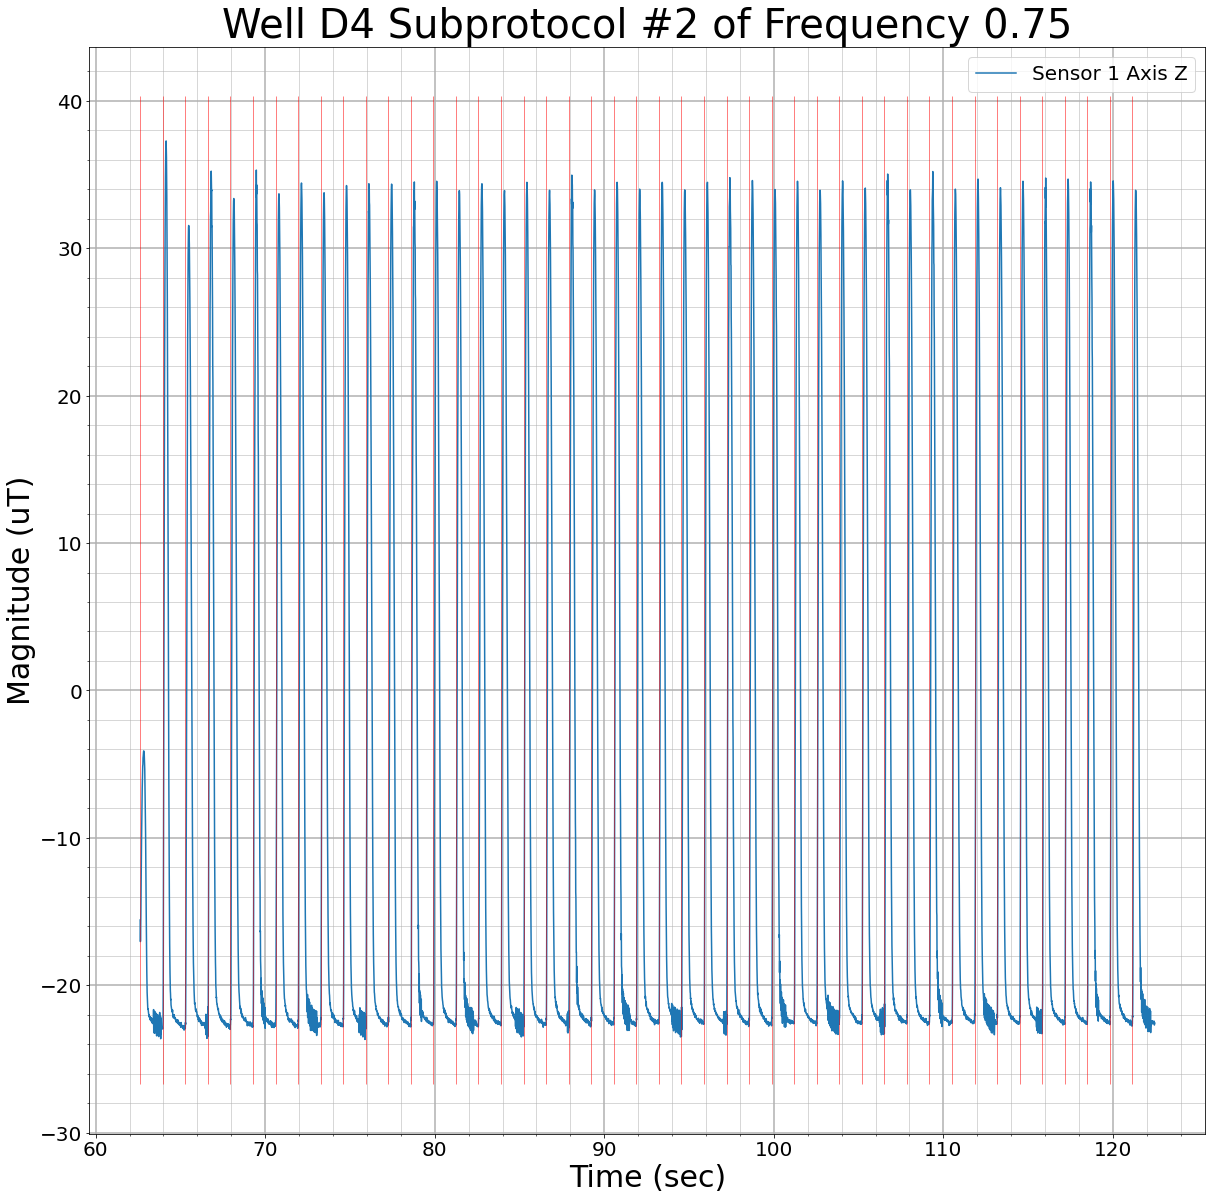 Well D4 Subprotocol #2 of Frequency 0.75
Sensor 1 Axis Z
40
30
20
10
0
−10
−20
−30
Magnitude (uT)
60 70 80 90 100 110 120
Time (sec)